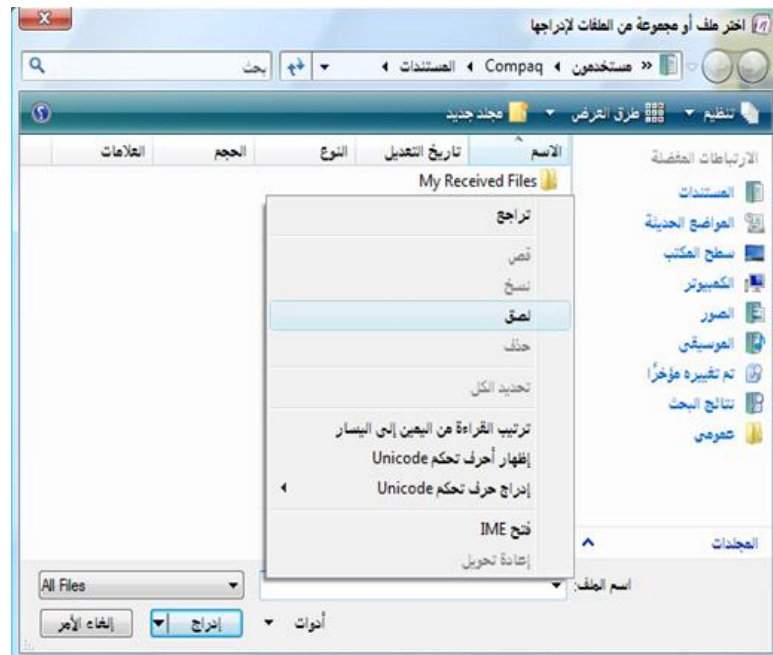 اختر ملف أو مجموعة من الملفات لإدراجها
« مستخدمون Compaq المستندات
بحث
تنظيم طرق العرض مجلد جديد
الارتباطات المفضلة
المستندات
المواضع الحديثة
سطح المكتب
الكمبيوتر
الصور
الموسيقى
تم تغييره مؤخرًا
نتائج البحث
عمومي
المجلدات
الاسم تاريخ التعديل النوع الحجم العلامات
My Received Files
تراجع
قص
نسخ
لصق
حذف
تحديد الكل
ترتيب القراءة من اليمين إلى اليسار
إظهار أحرف تحكم Unicode
إدراج حرف تحكم Unicode
فتح IME
إعادة تحويل
اسم الملف:
All Files
أدوات إدراج إلغاء الأمر